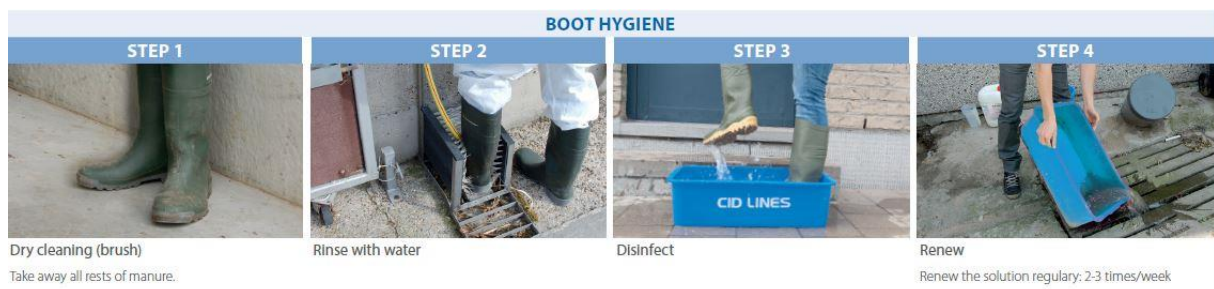 BOOT HYGIENE
STEP 1
STEP 2
STEP 3
STEP 4
CID LINES
Dry cleaning (brush)
Rinse with water
Disinfect
Renew
Take away all rests of manure.
Renew the solution regulary: 2-3 times/week